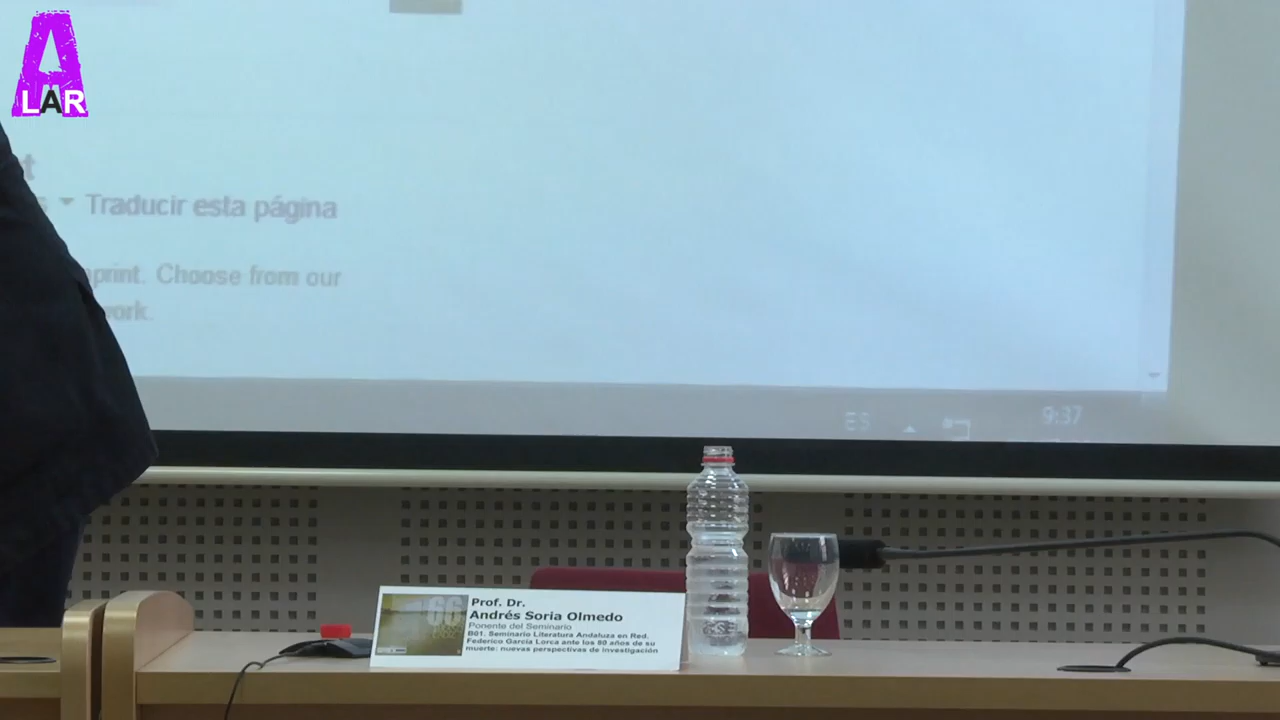 A
LAR
t
s Traducir esta página
print. Choose from our
work.
ES
9:37
66
Prof. Dr.
Andrés Soria Olmedo
Ponente del Seminario
B01. Seminario Literatura Andaluza en Red.
Federico García Lorca ante los 80 años de su
muerte: nuevas perspectivas de investigación